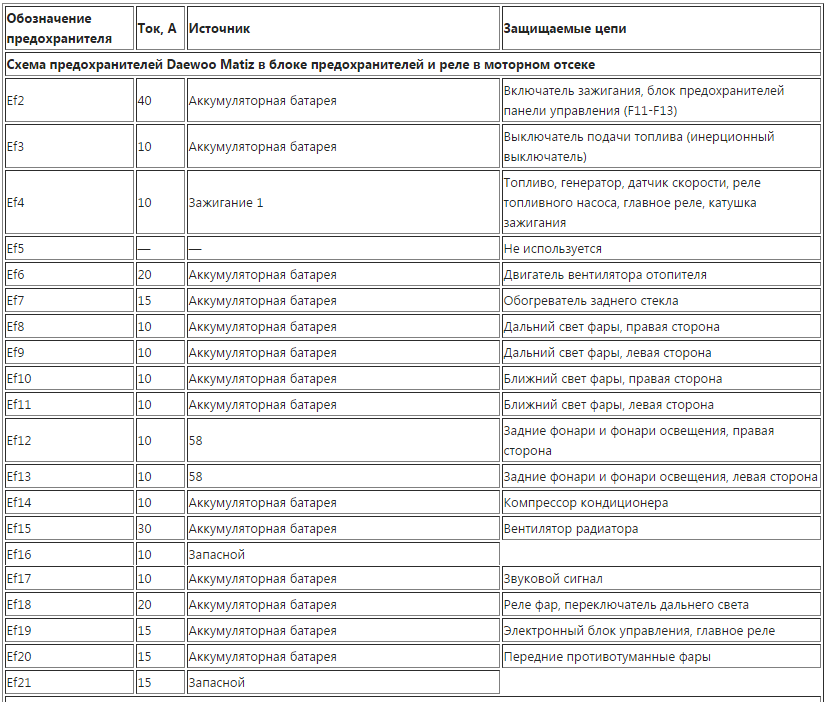 Обозначение
предохранителя
Ток, А
Источник
Защищаемые цепи
Схема предохранителей Daewoo Matiz в блоке предохранителей и реле в моторном отсеке
Ef2 40 Аккумуляторная батарея Включатель зажигания, блок предохранителей
панели управления (F11-F13)
Ef3 10 Аккумуляторная батарея Выключатель подачи топлива (инерционный
выключатель)
Ef4 10 Зажигание 1 Топливо, генератор, датчик скорости, реле
топливного насоса, главное реле, катушка
зажигания
Ef5 — — Не используется
Ef6 20 Аккумуляторная батарея Двигатель вентилятора отопителя
Ef7 15 Аккумуляторная батарея Обогреватель заднего стекла
Ef8 10 Аккумуляторная батарея Дальний свет фары, правая сторона
Ef9 10 Аккумуляторная батарея Дальний свет фары, левая сторона
Ef10 10 Аккумуляторная батарея Ближний свет фары, правая сторона
Ef11 10 Аккумуляторная батарея Ближний свет фары, левая сторона
Ef12 10 58 Задние фонари и фонари освещения, правая
сторона
Ef13 10 58 Задние фонари и фонари освещения, левая сторона
Ef14 10 Аккумуляторная батарея Компрессор кондиционера
Ef15 30 Аккумуляторная батарея Вентилятор радиатора
Ef16 10 Запасной
Ef17 10 Аккумуляторная батарея Звуковой сигнал
Ef18 20 Аккумуляторная батарея Реле фар, переключатель дальнего света
Ef19 15 Аккумуляторная батарея Электронный блок управления, главное реле
Ef20 15 Аккумуляторная батарея Передние противотуманные фары
Ef21 15 Запасной